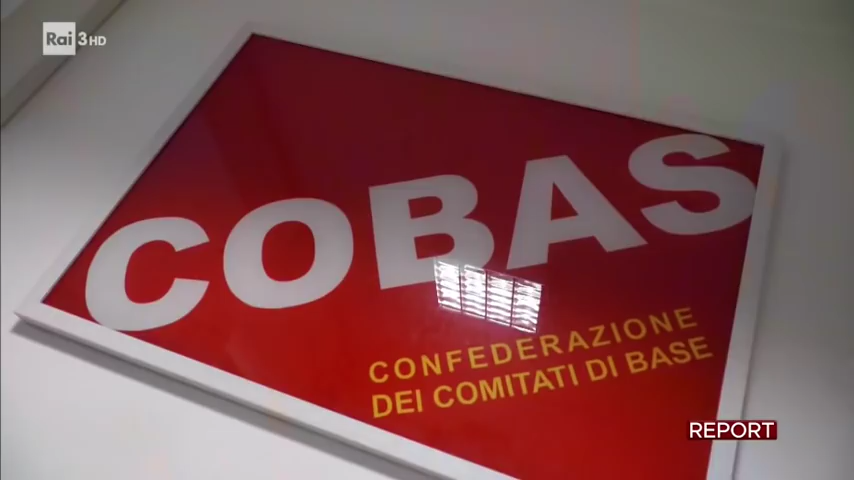 Rai 3HD
COBAS
CONFEDERAZIONE
DEI COMITATI DI BASE
REPORT